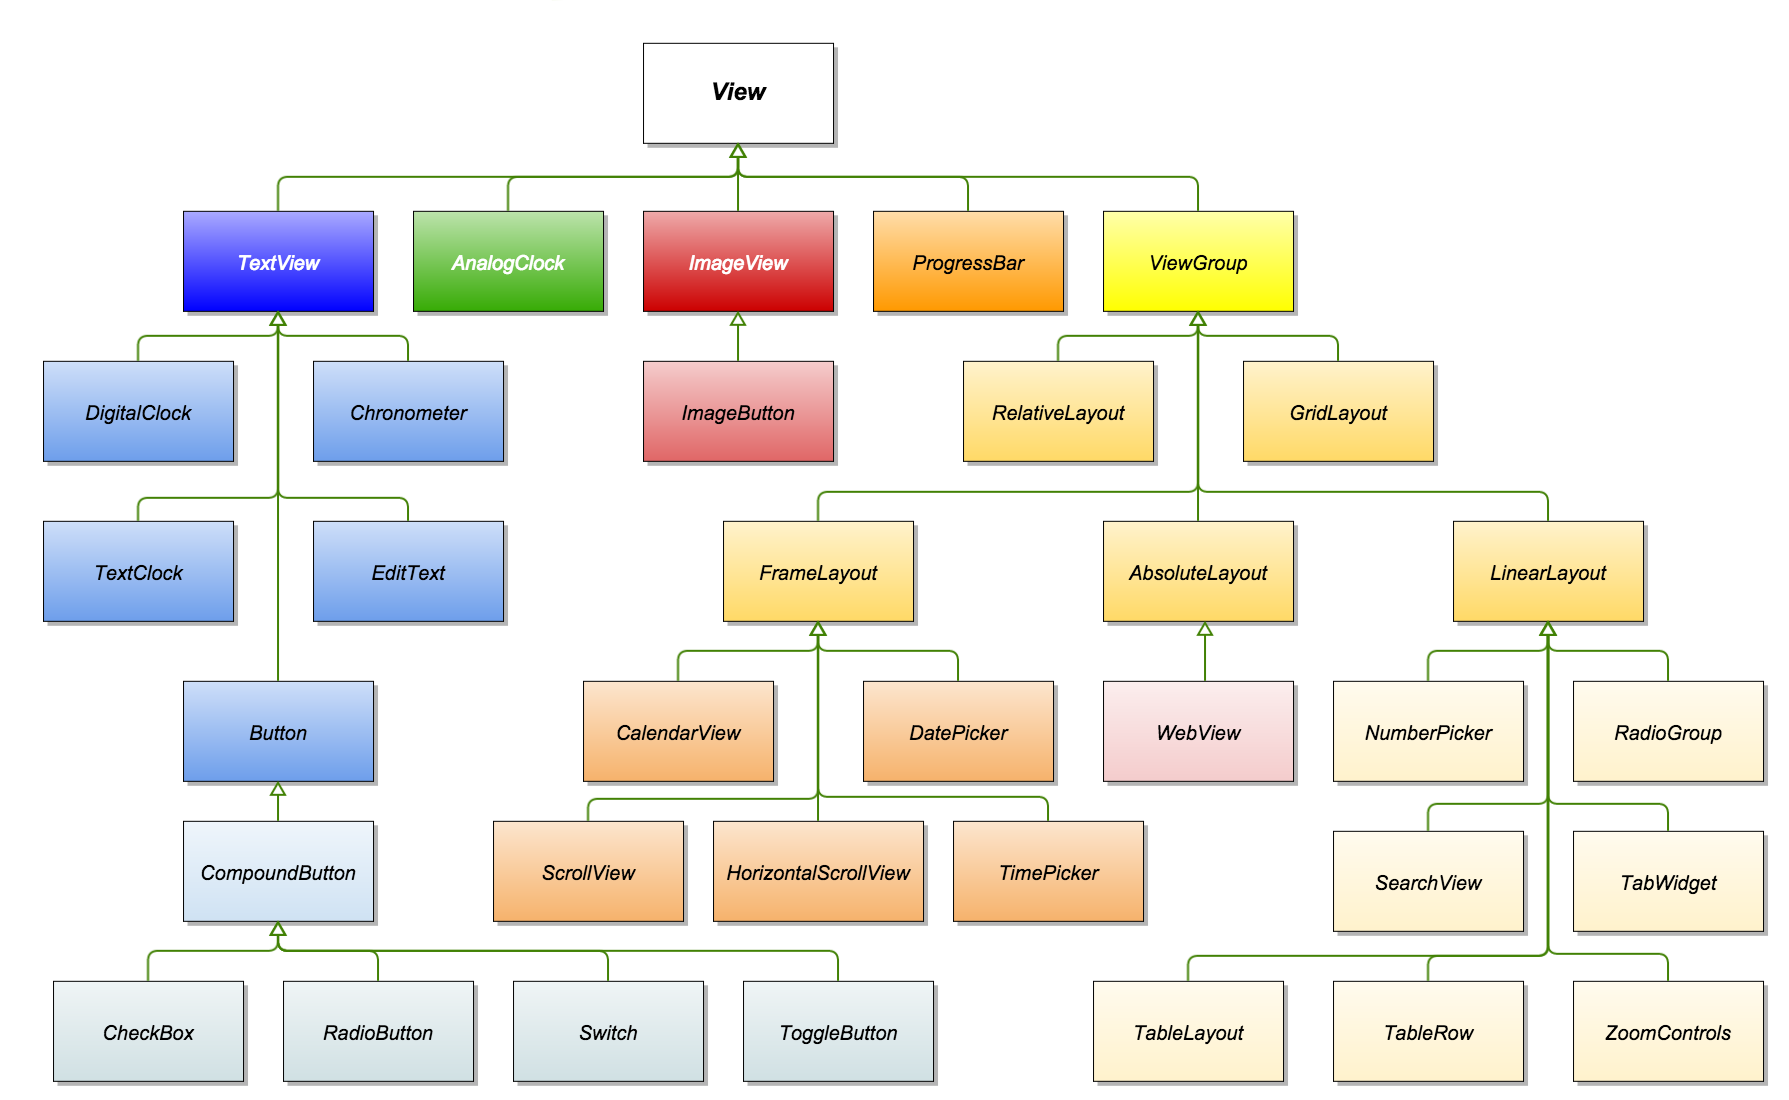 View
TextView
AnalogClock
ImageView
ProgressBar
ViewGroup
DigitalClock
Chronometer
ImageButton
RelativeLayout
GridLayout
TextClock
EditText
FrameLayout
AbsoluteLayout
LinearLayout
Button
CalendarView
DatePicker
WebView
NumberPicker
RadioGroup
CompoundButton
ScrollView
HorizontalScrollView
TimePicker
SearchView
TabWidget
CheckBox
RadioButton
Switch
ToggleButton
TableLayout
TableRow
ZoomControls